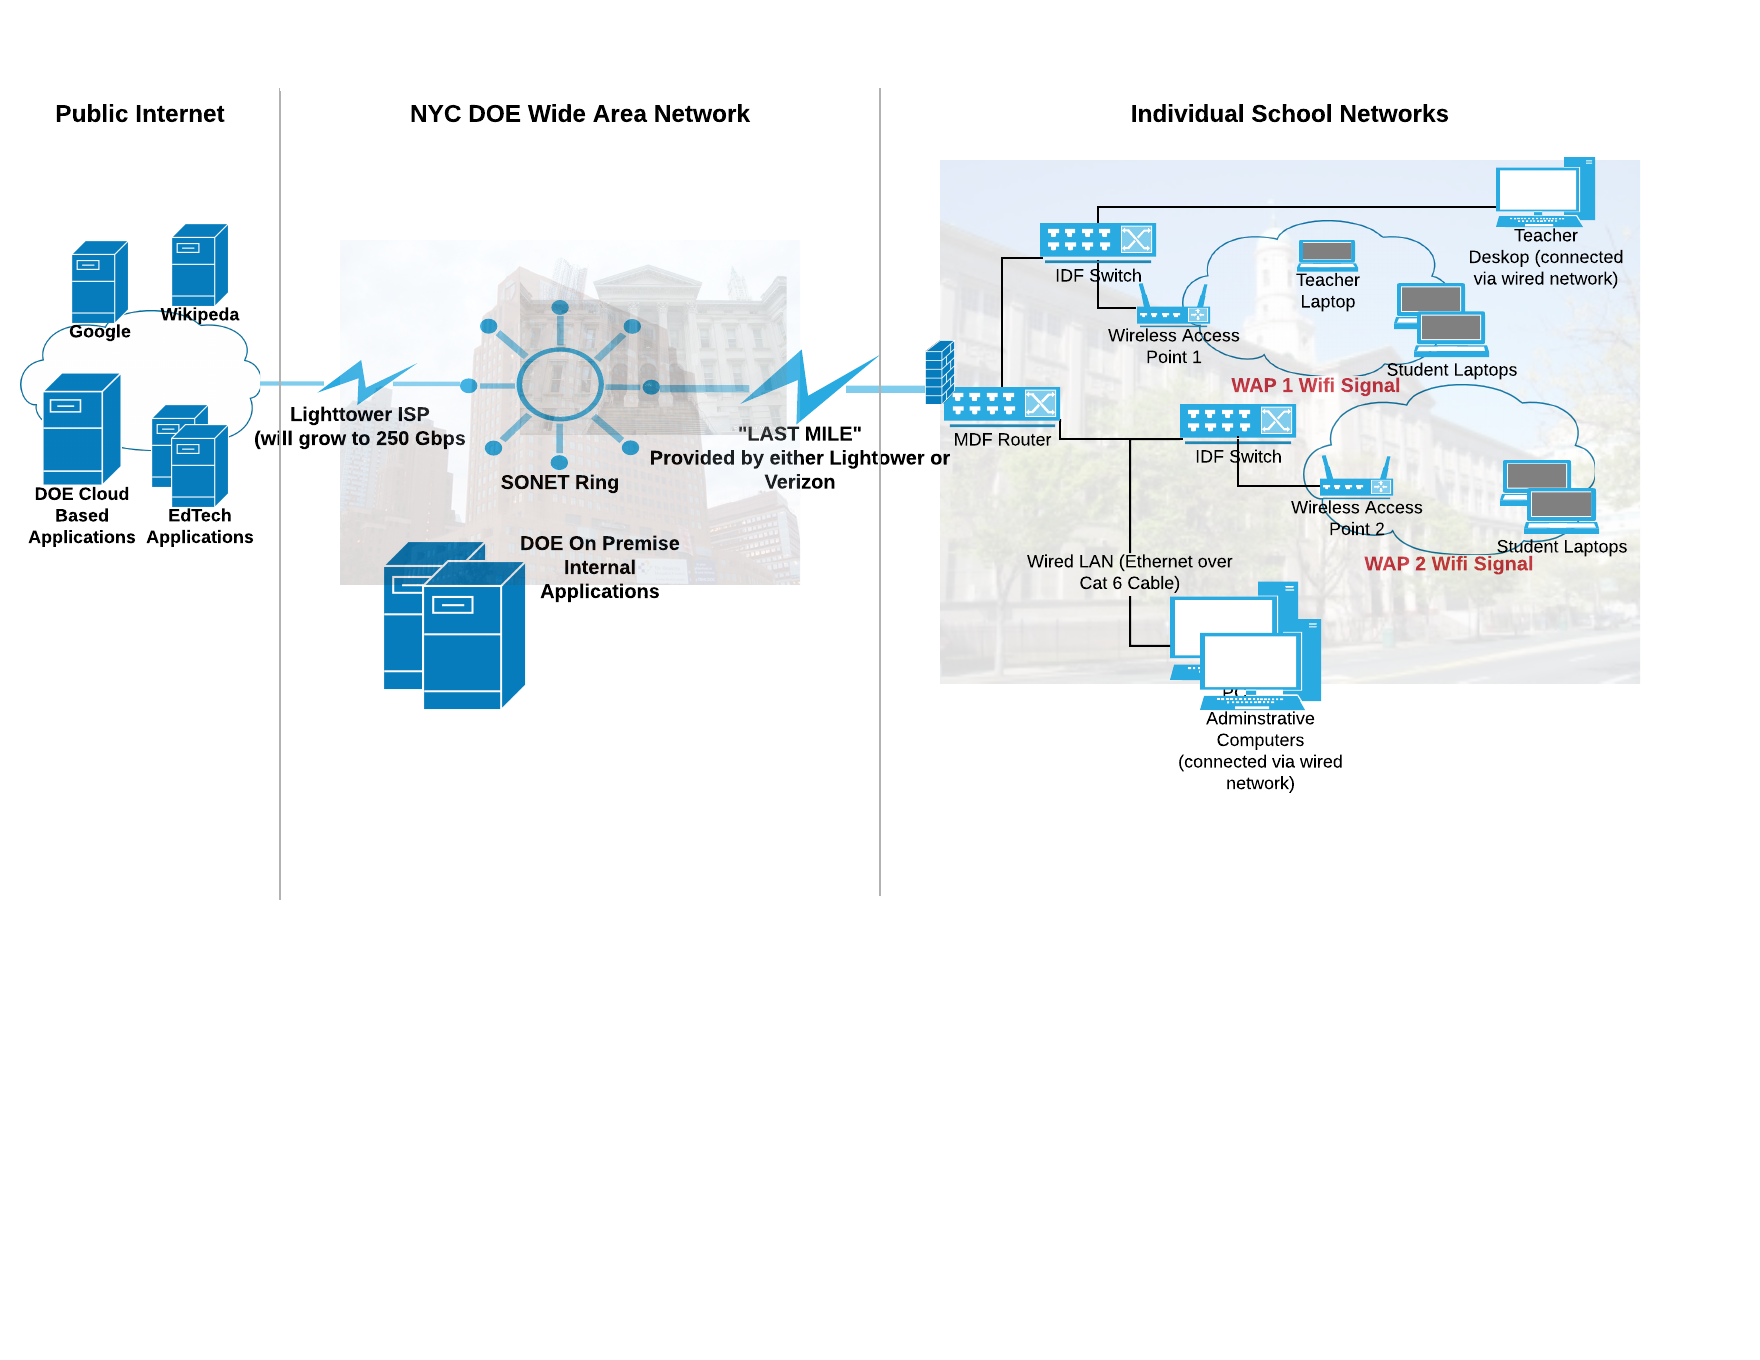 Public Internet
NYC DOE Wide Area Network
Individual School Networks
Google
Wikipeda
DOE Cloud
Based
Applications
EdTech
Applications
Lighttower ISP
(will grow to 250 Gbps
SONET Ring
"LAST MILE"
Provided by either Lightower or
Verizon
DOE On Premise
Internal
Applications
IDF Switch
Wireless Access
Point 1
Teacher
Laptop
Teacher
Deskop (connected
via wired network)
Student Laptops
WAP 1 Wifi Signal
MDF Router
IDF Switch
Wireless Access
Point 2
Student Laptops
WAP 2 Wifi Signal
Wired LAN (Ethernet over
Cat 6 Cable)
Adminstrative
Computers
(connected via wired
network)